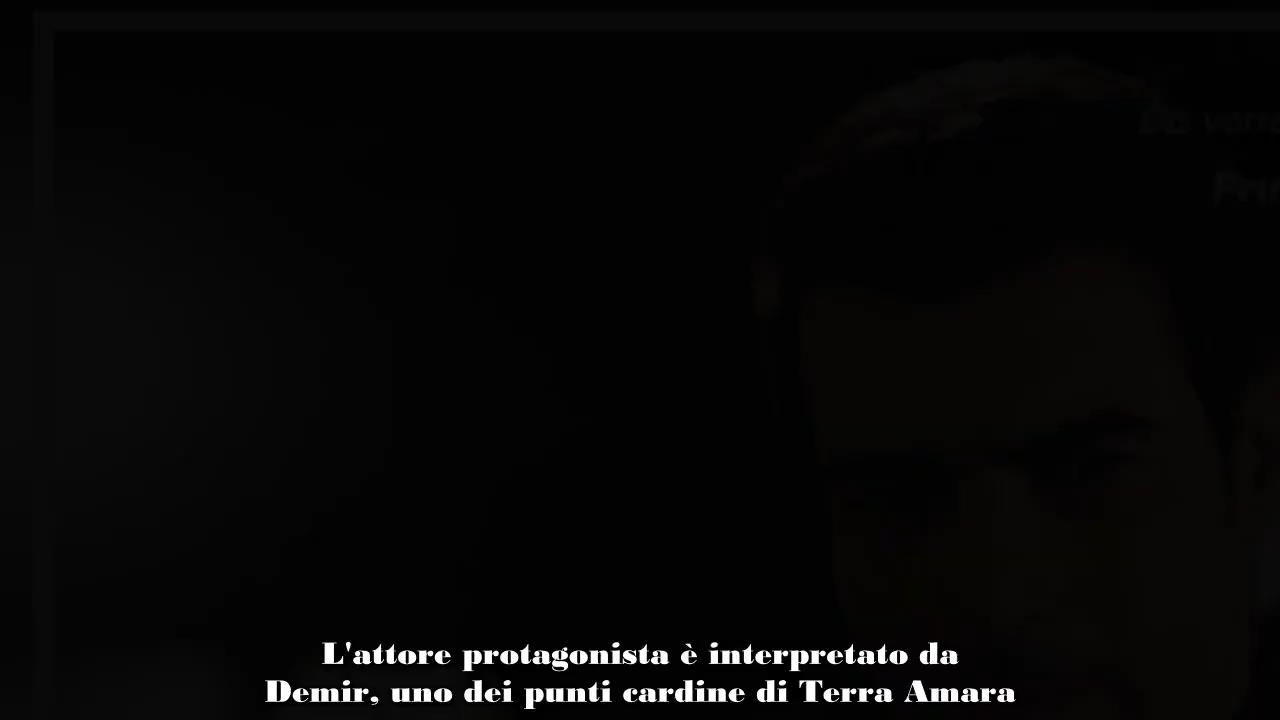 L'attore protagonista è interpretato da
Demir, uno dei punti cardine di Terra Amara